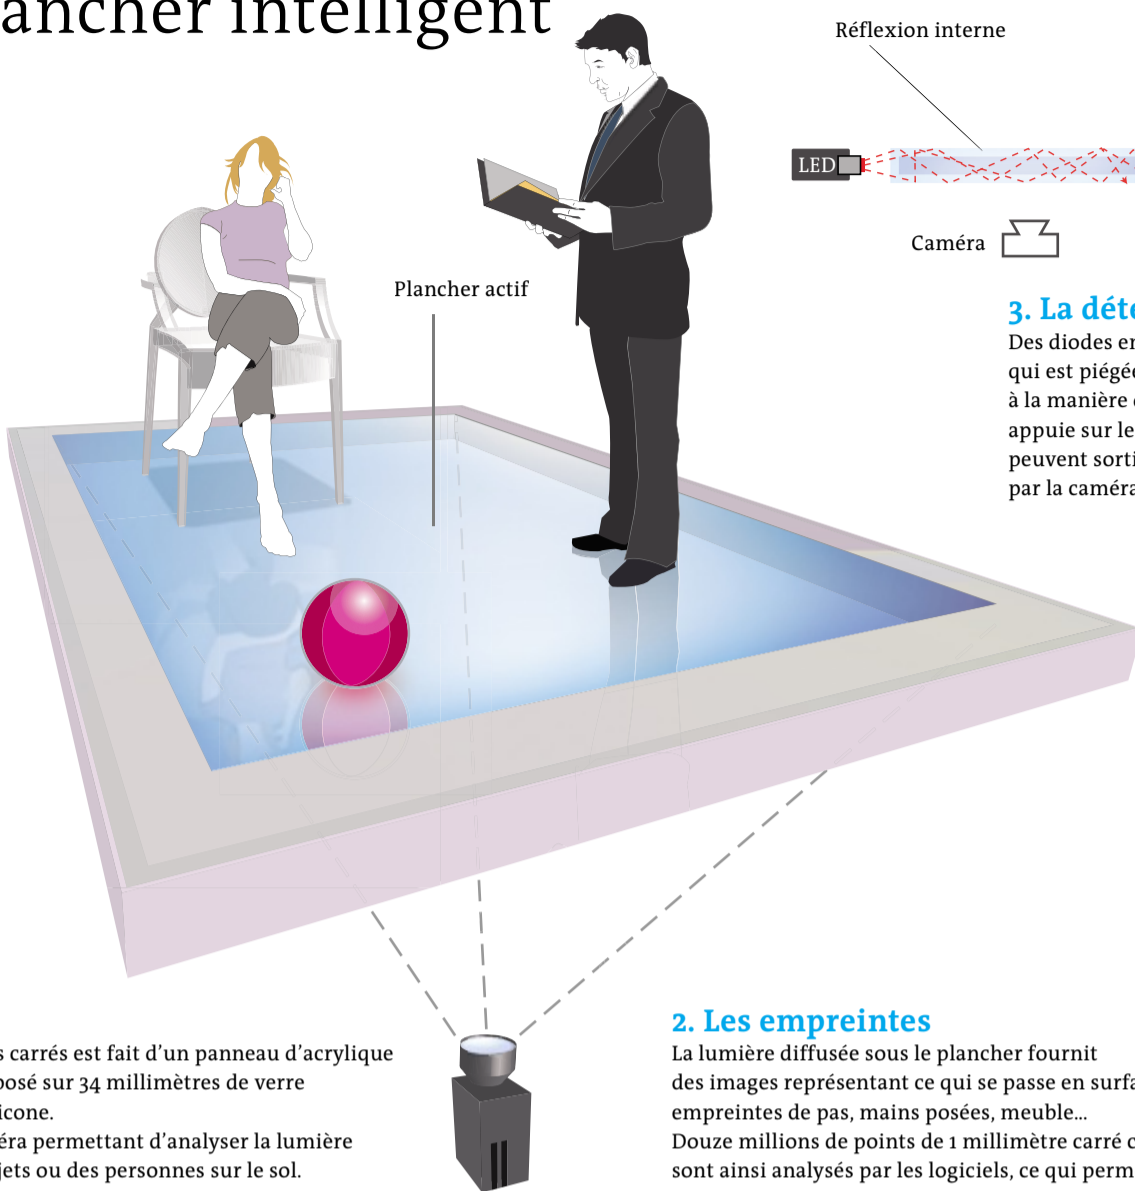 ancher intelligent
Réflexion interne
LED
Caméra
Plancher actif
3. La déte
Des diodes en
qui est piégée
à la manière
appuie sur le
peuvent sorti
par la caméra
s carrés est fait d’un panneau d’acrylique
posé sur 34 millimètres de verre
icone.
éra permettant d’analyser la lumière
jets ou des personnes sur le sol.
2. Les empreintes
La lumière diffusée sous le plancher fournit
des images représentant ce qui se passe en surfa
empreintes de pas, mains posées, meuble...
Douze millions de points de 1 millimètre carré c
sont ainsi analysés par les logiciels, ce qui perm